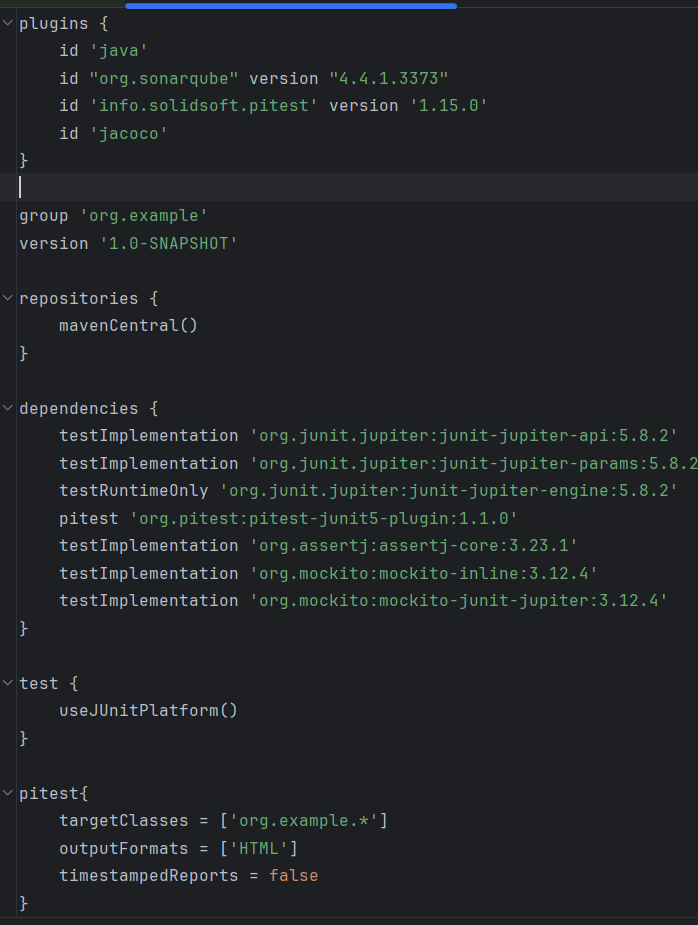 plugins {
    id 'java'
    id "org.sonarqube" version "4.4.1.3373"
    id 'info.solidsoft.pitest' version '1.15.0'
    id 'jacoco'
}
group 'org.example'
version '1.0-SNAPSHOT'
repositories {
    mavenCentral()
}
dependencies {
    testImplementation 'org.junit.jupiter:junit-jupiter-api:5.8.2'
    testImplementation 'org.junit.jupiter:junit-jupiter-params:5.8.2
    testRuntimeOnly 'org.junit.jupiter:junit-jupiter-engine:5.8.2'
    pitest 'org.pitest:pitest-junit5-plugin:1.1.0'
    testImplementation 'org.assertj:assertj-core:3.23.1'
    testImplementation 'org.mockito:mockito-inline:3.12.4'
    testImplementation 'org.mockito:mockito-junit-jupiter:3.12.4'
}
test {
    useJUnitPlatform()
}
pitest{
    targetClasses = ['org.example.*']
    outputFormats = ['HTML']
    timestampedReports = false
}